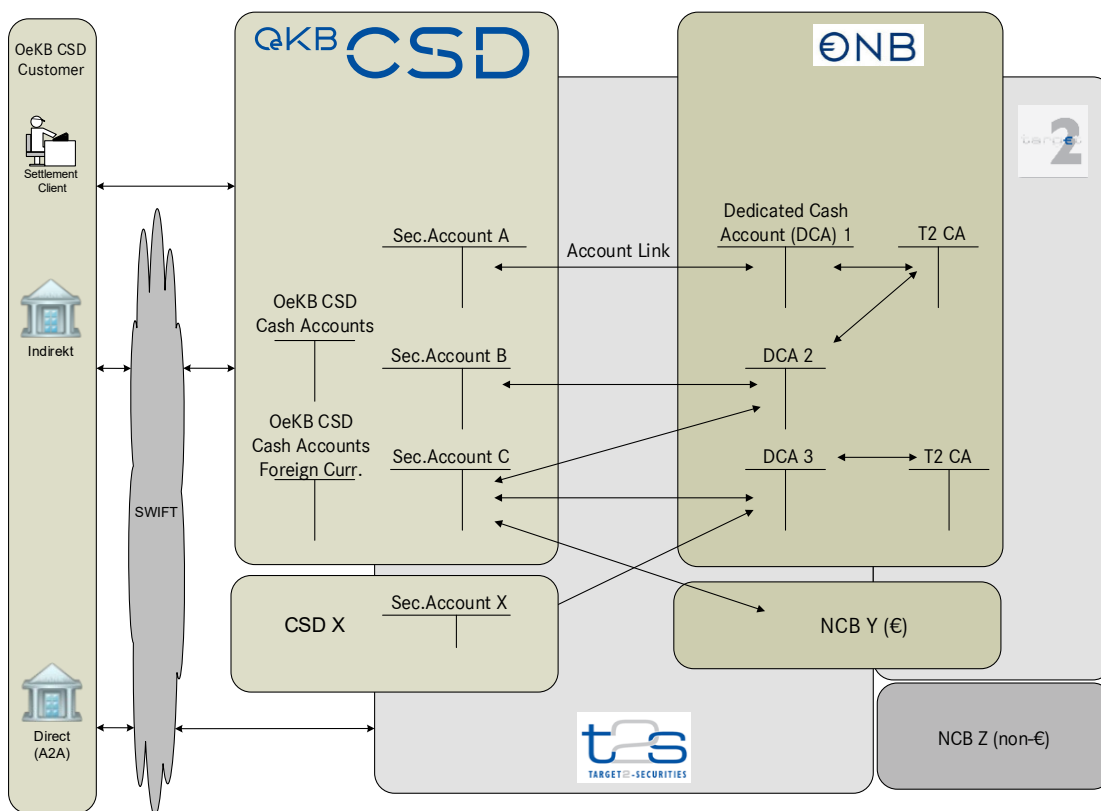 OeKB CSD
Customer
Settlement
Client
Indirekt
Direct
(A2A)
SWIFT
OeKB CSD
Sec.Account A
OeKB CSD
Cash Accounts
Sec.Account B
OeKB CSD
Cash Accounts
Foreign Curr.
Sec.Account C
CSD X
Sec.Account X
Account Link
€NB
Dedicated Cash
Account (DCA) 1
T2 CA
DCA 2
DCA 3
T2 CA
NCB Y (€)
target2
NCB Z (non-€)
t2s
TARGET2-SECURITIES